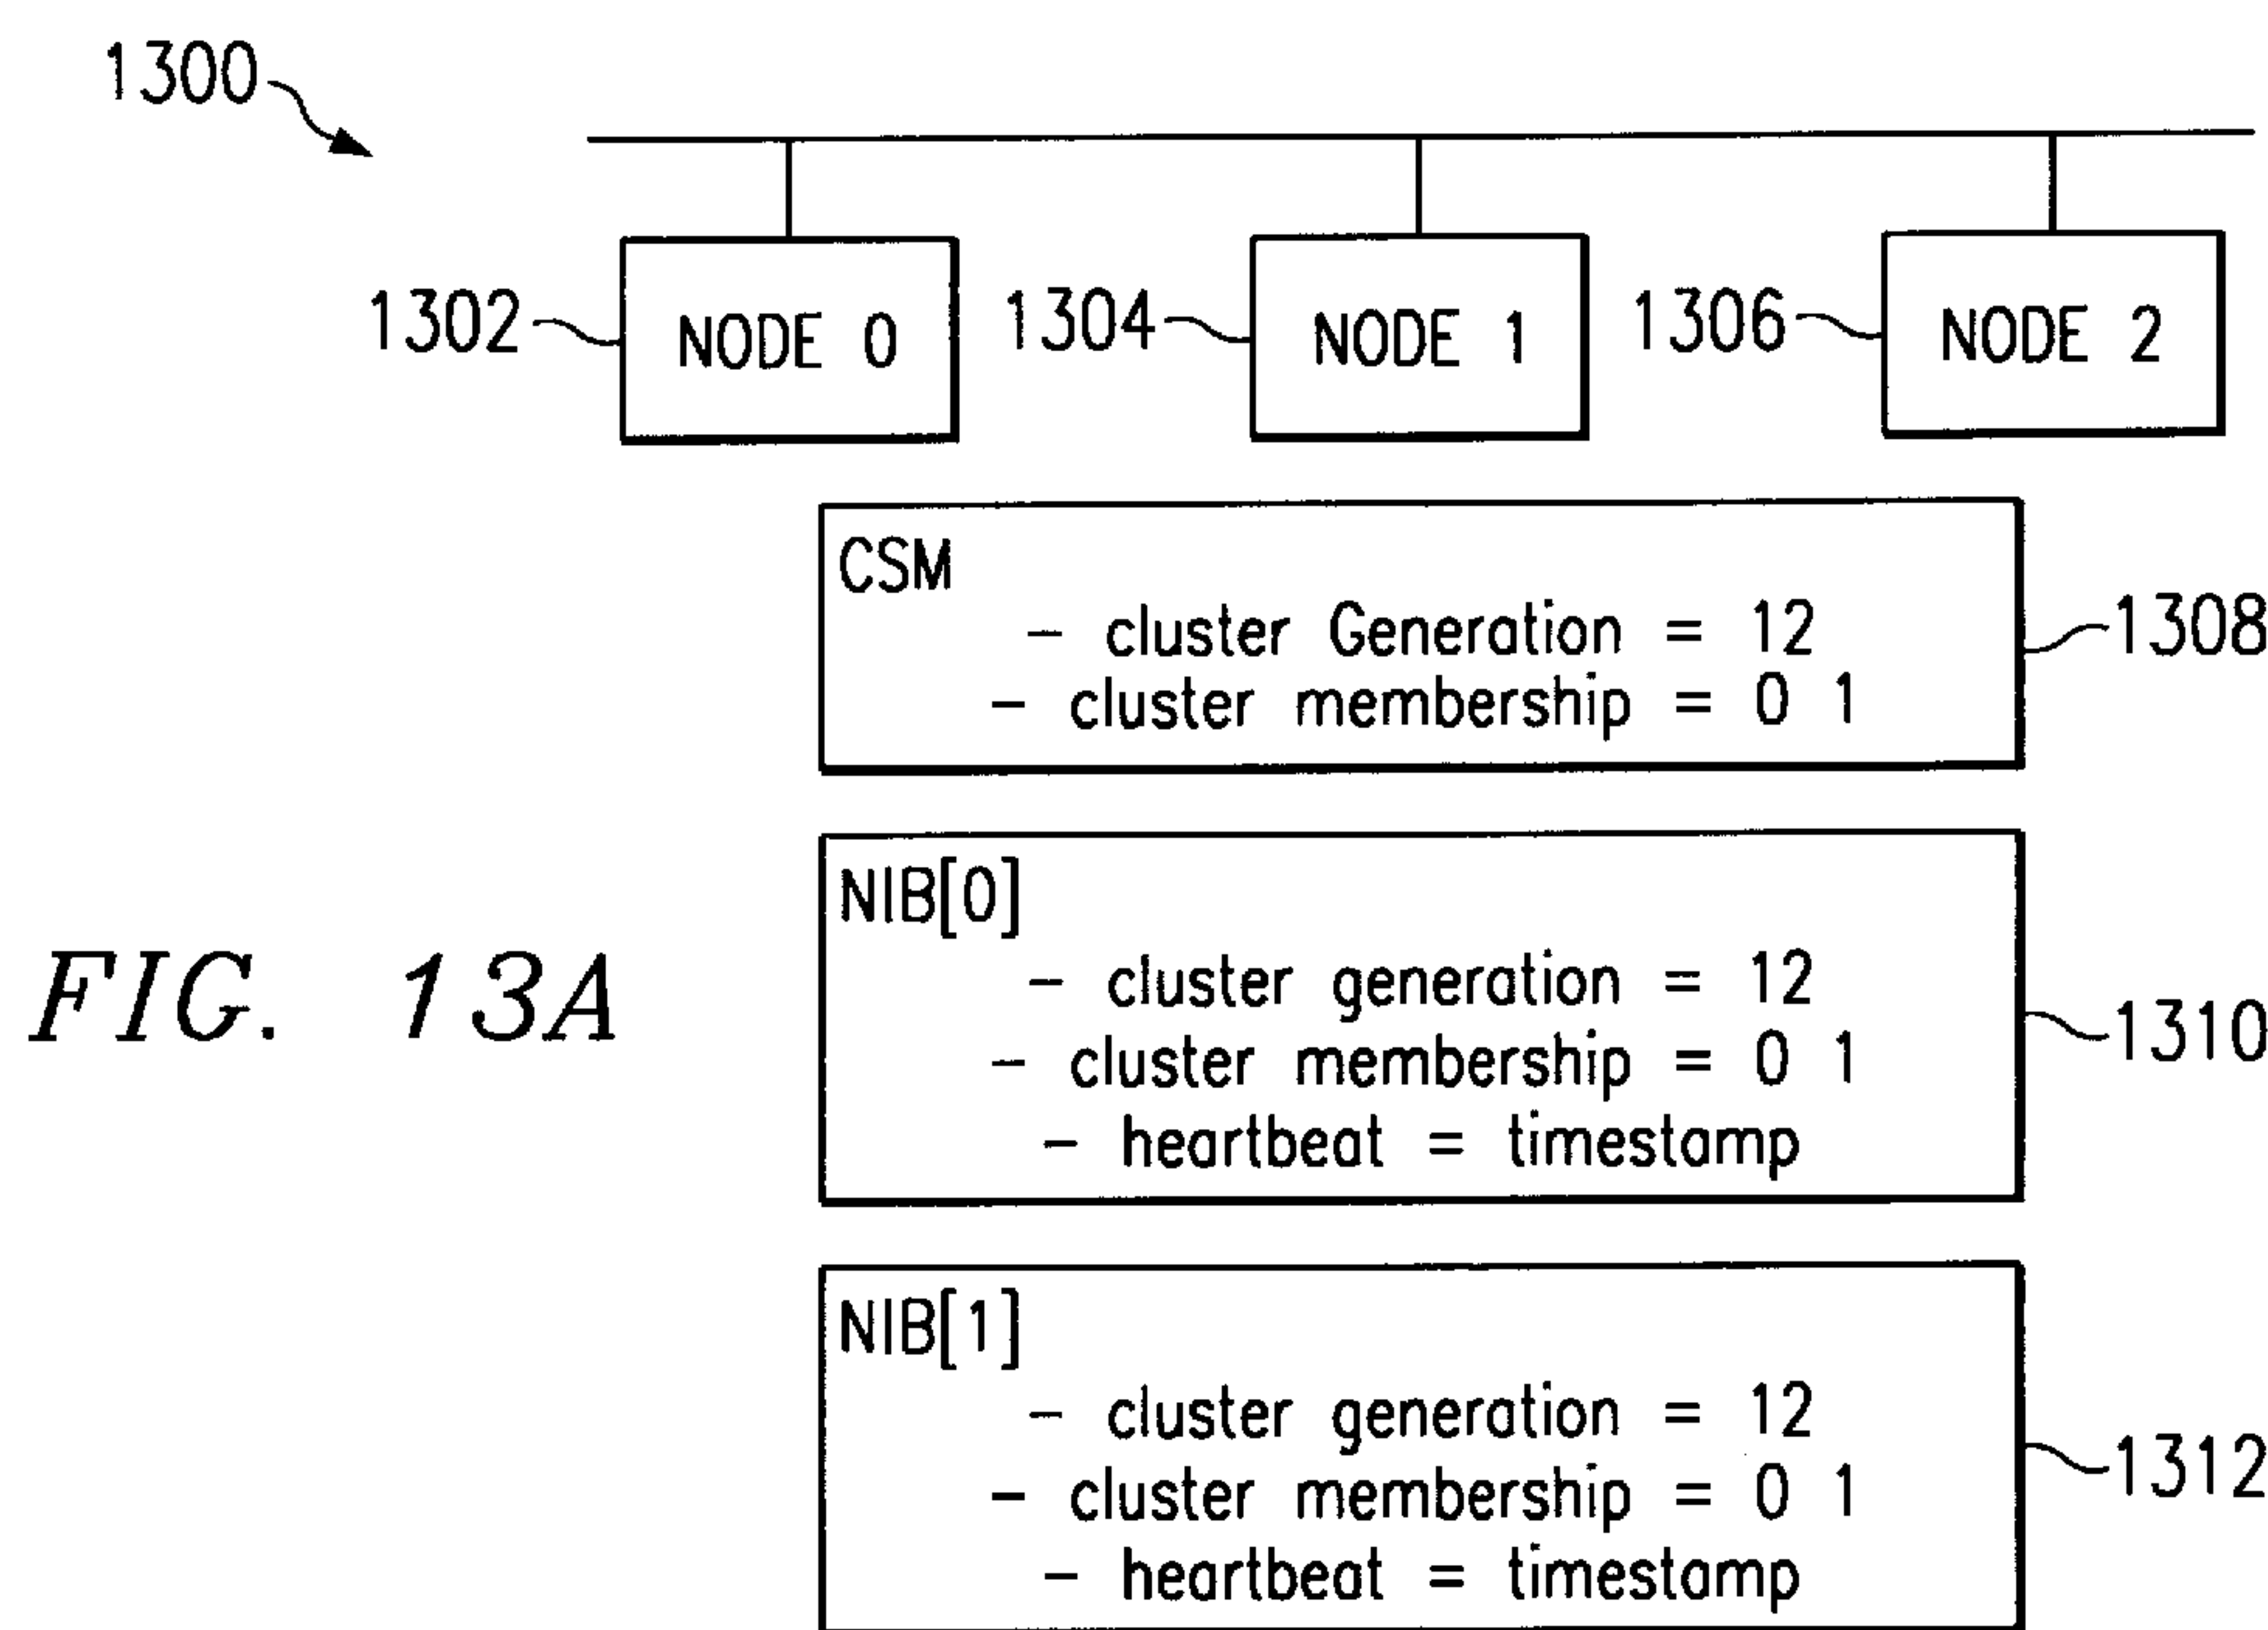 1300
1302 NODE 0 1304 NODE 1 1306 NODE 2
CSM
- cluster Generation = 12
1308
- cluster membership = 0 1
NIB[0]
- cluster generation = 12
FIG. 13A
1310
- cluster membership = 0 1
- heartbeat = timestamp
NIB[1]
- cluster generation = 12
1312
- cluster membership = 0 1
- heartbeat = timestamp